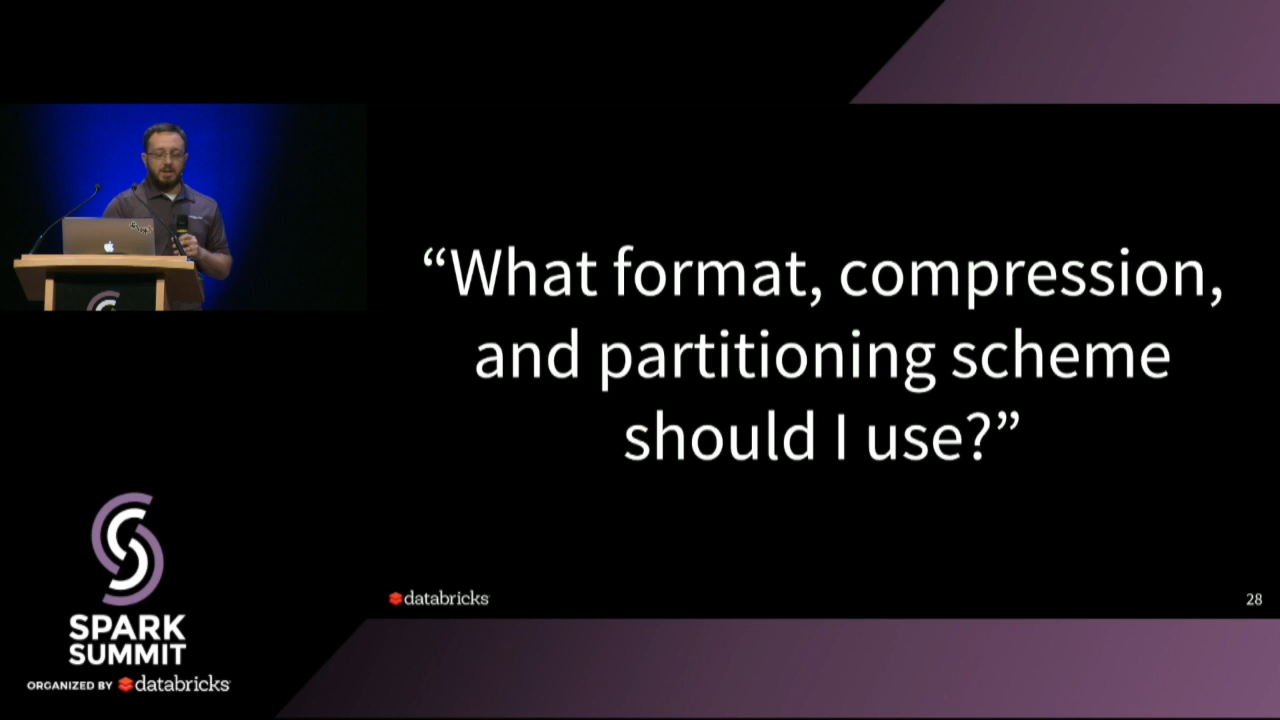 “What format, compression,
and partitioning scheme
should I use?”
databricks
28
SPARK
SUMMIT
ORGANIZED BY databricks